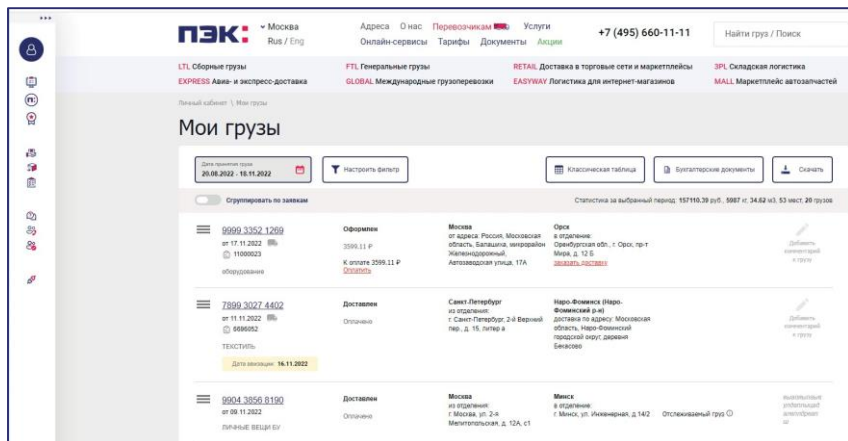 ПЭК:
Москва
Rus / Eng
Адреса О нас Перевозчикам Услуги
Онлайн-сервисы Тарифы Документы Акции
+7 (495) 660-11-11
Найти груз / Поиск
LTL Сборные грузы
FTL Генеральные грузы
RETAIL Доставка в торговые сети и маркетплейсы
3PL Складская логистика
EXPRESS Авиа- и экспресс-доставка
GLOBAL Международные грузоперевозки
EASYWAY Логистика для интернет-магазинов
MALL Маркетплейс автозапчастей
Личный кабинет \ Мои грузы
Мои грузы
Дата принятия груза
20.08.2022 - 18.11.2022
Настроить фильтр
Классическая таблица
Бухгалтерские документы
Скачать
Сгруппировать по заявкам
Статистика за выбранный период: 157110.39 руб., 5987 кг, 34.62 м3, 53 мест, 20 грузов
9999 3352 1269
от 17.11.2022
11000023
оборудование
Оформлен
3599,11 ₽
К оплате 3599,11 ₽
Оплатить
Москва
от адреса: Россия, Московская
область, Балашиха, микрорайон
Железнодорожный,
Автозаводская улица, 17А
Орск
в отделение:
Оренбургская обл., г. Орск, пр-т
Мира, д. 12 Б
заказать доставку
Добавить
комментарий
к грузу
7899 3027 4402
от 11.11.2022
6686052
ТЕКСТИЛЬ
Дата авизации: 16.11.2022
Доставлен
Оплачено
Санкт-Петербург
из отделения:
г. Санкт-Петербург, 2-й Верхний
пер., д. 15, литер а
Наро-Фоминск (Наро-
Фоминский р-н)
доставка по адресу: Московская
область, Наро-Фоминский
городской округ, деревня
Бекасово
Добавить
комментарий
к грузу
9904 3856 8190
от 09.11.2022
ЛИЧНЫЕ ВЕЩИ БУ
Доставлен
Оплачено
Москва
из отделения:
г. Москва, ул. 2-я
Мелитопольская, д. 12А, с1
Минск
в отделение:
г. Минск, ул. Инженерная, д.14/2
Отслеживаемый груз